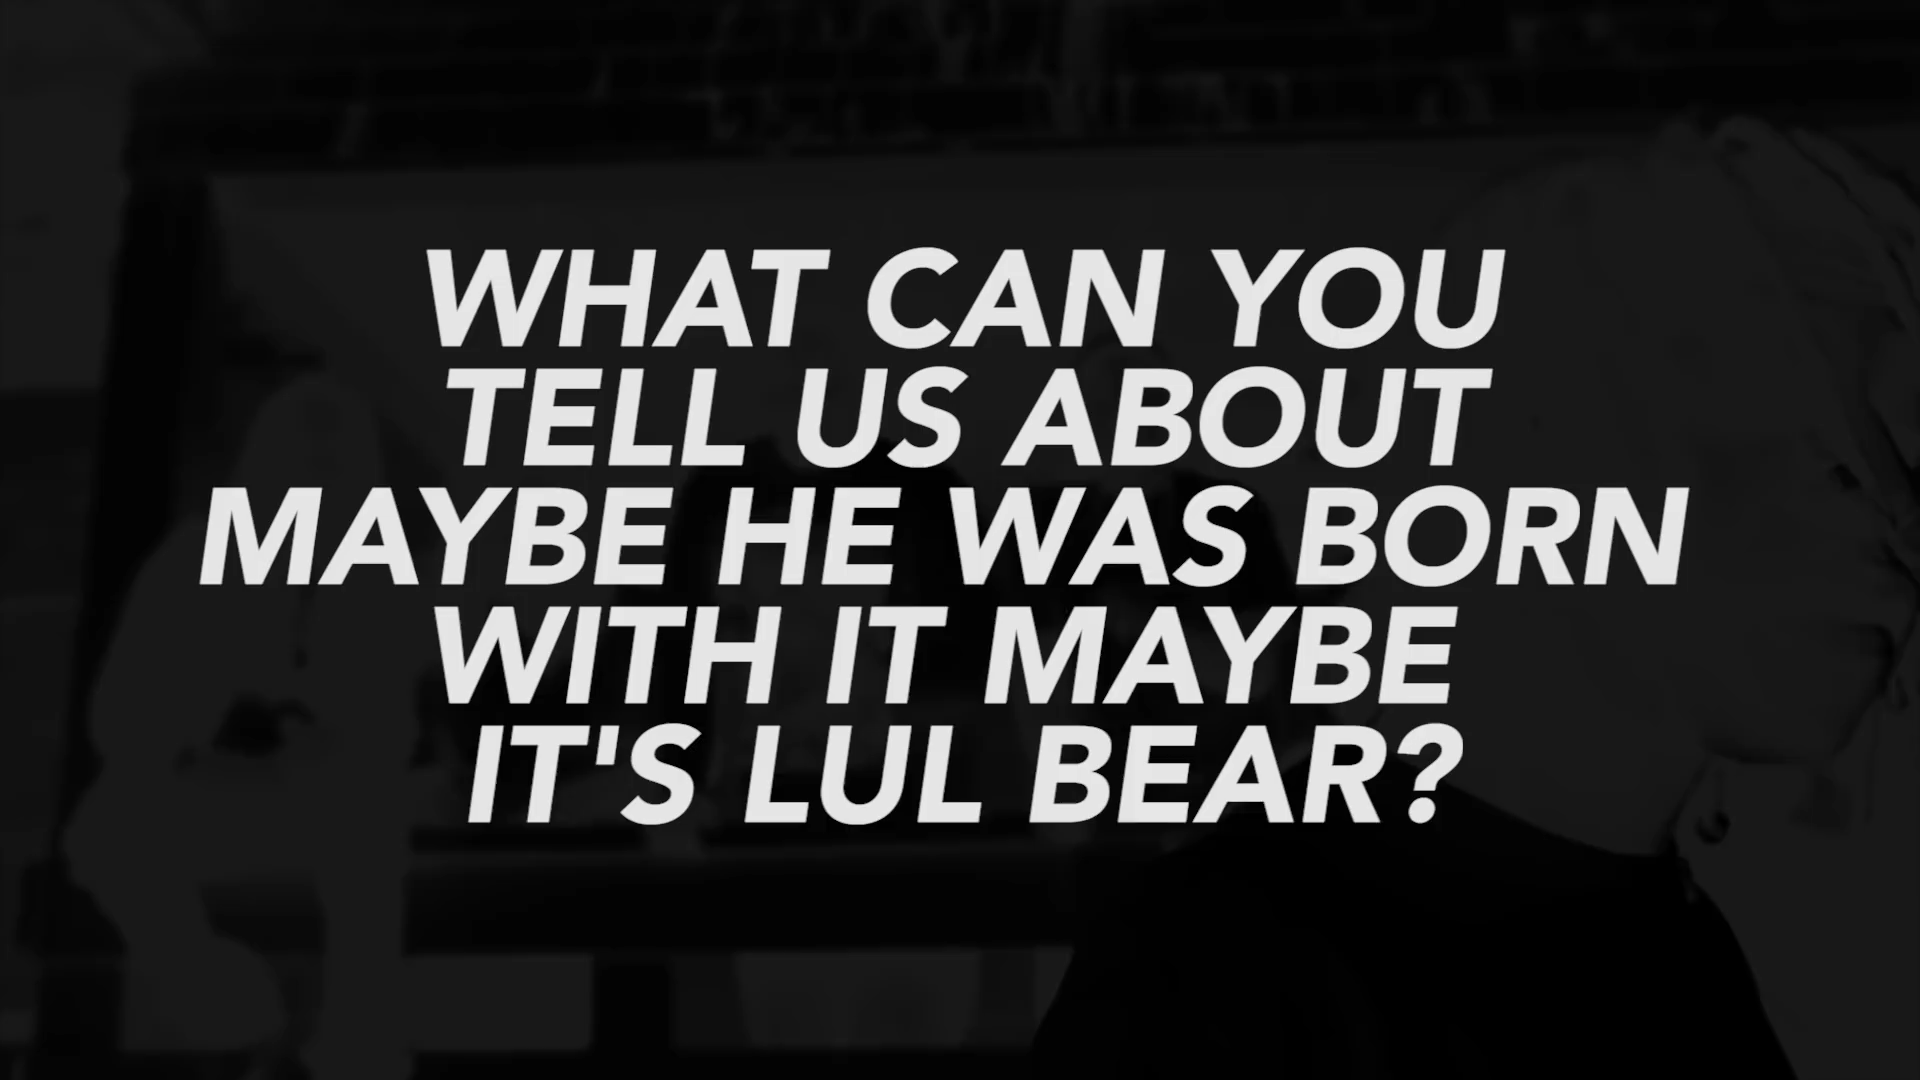 WHAT CAN YOU
TELL US ABOUT
MAYBE HE WAS BORN
WITH IT MAYBE
IT'S LUL BEAR?